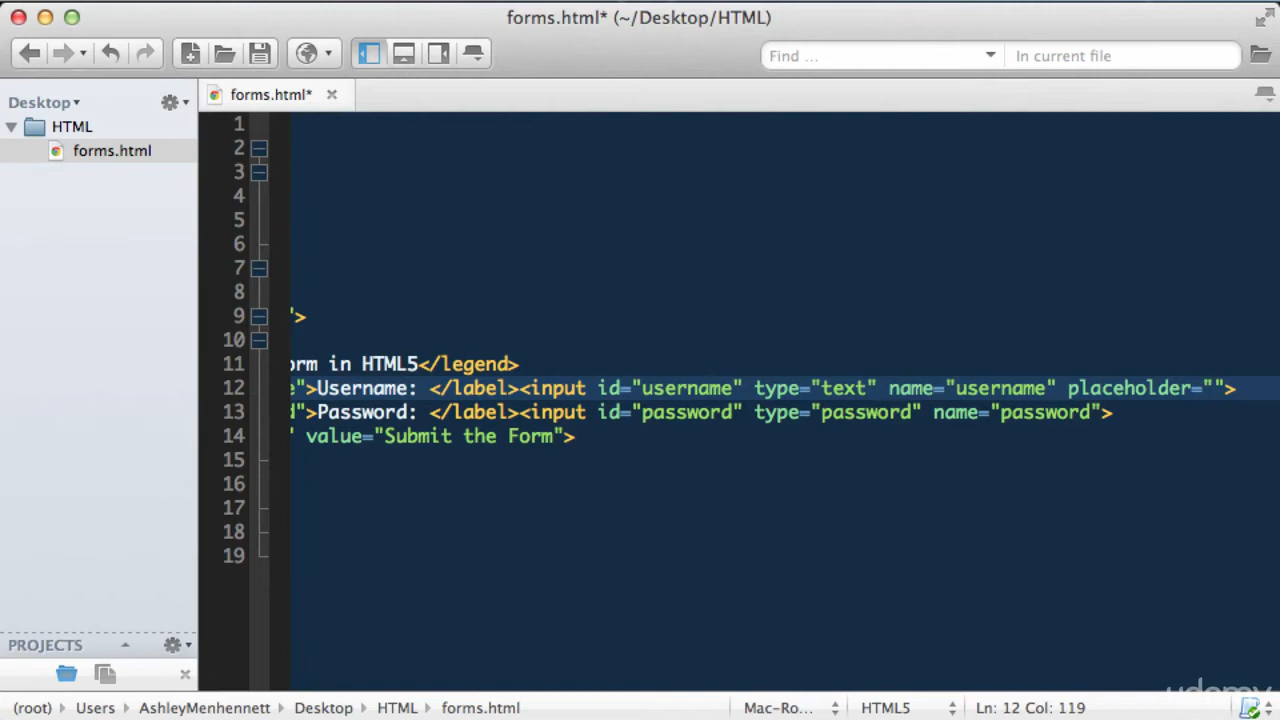 forms.html* (~/Desktop/HTML)
Find ...
In current file
Desktop
forms.html*
HTML
forms.html
1
2
3
4
5
6
7
8
9 ">
10
11 orm in HTML5</legend>
12 e">Username: </label><input id="username" type="text" name="username" placeholder="">
13 d">Password: </label><input id="password" type="password" name="password">
14 " value="Submit the Form">
15
16
17
18
19
PROJECTS
udemy
(root) Users AshleyMenhennett Desktop HTML forms.html Mac-Ro... HTML5 Ln: 12 Col: 119